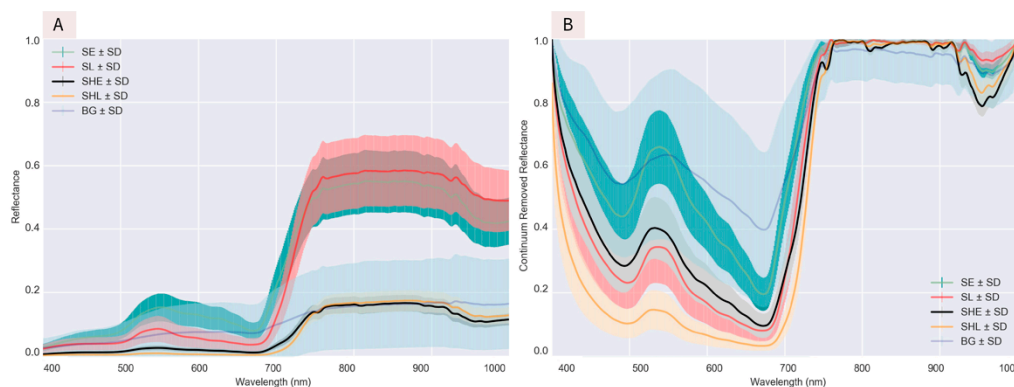 A
1.0
0.8
0.6
0.4
0.2
0.0
Reflectance
SE ± SD
SL ± SD
SHE ± SD
SHL ± SD
BG ± SD
400 500 600 700 800 900 1000
Wavelength (nm)
B
1.0
0.8
0.6
0.4
0.2
0.0
Continuum Removed Reflectance
SE ± SD
SL ± SD
SHE ± SD
SHL ± SD
BG ± SD
400 500 600 700 800 900 1000
Wavelength (nm)